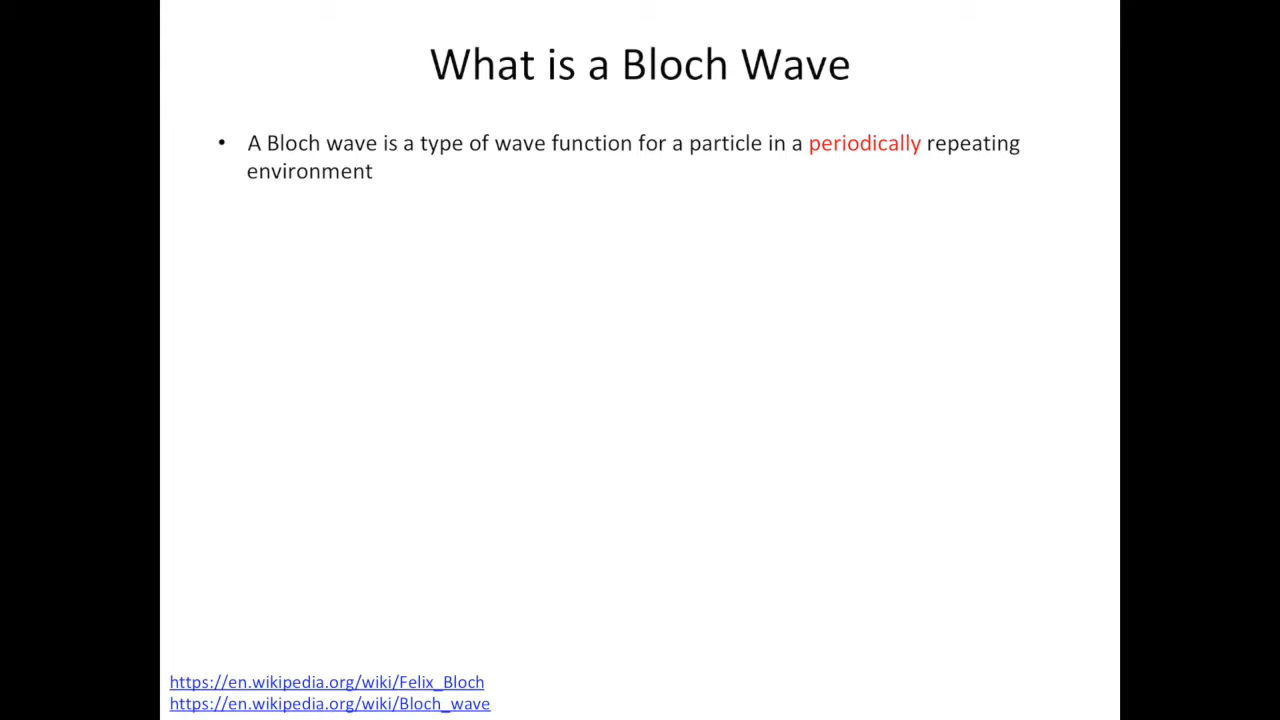 What is a Bloch Wave
• A Bloch wave is a type of wave function for a particle in a periodically repeating
environment
https://en.wikipedia.org/wiki/Felix_Bloch
https://en.wikipedia.org/wiki/Bloch_wave